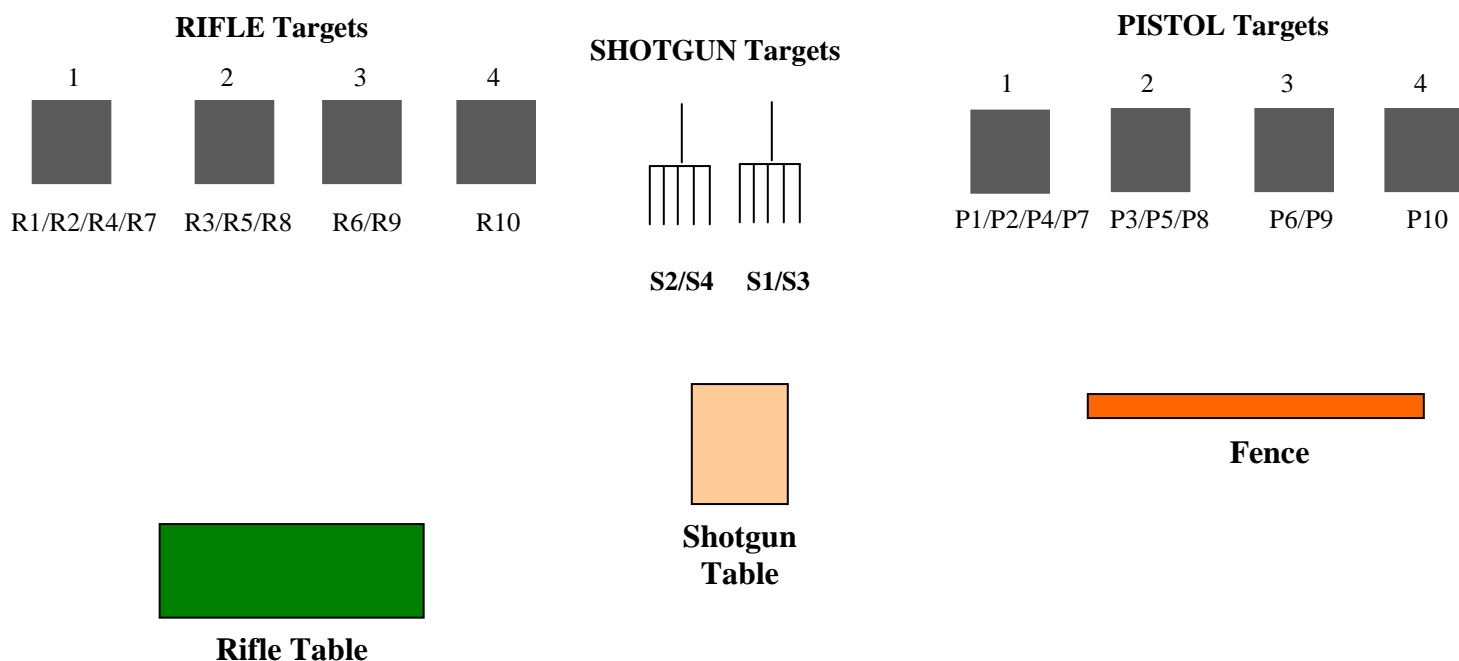 RIFLE Targets
1 2 3 4
R1/R2/R4/R7 R3/R5/R8 R6/R9 R10
SHOTGUN Targets
S2/S4 S1/S3
PISTOL Targets
1 2 3 4
P1/P2/P4/P7 P3/P5/P8 P6/P9 P10
Fence
Shotgun
Table
Rifle Table